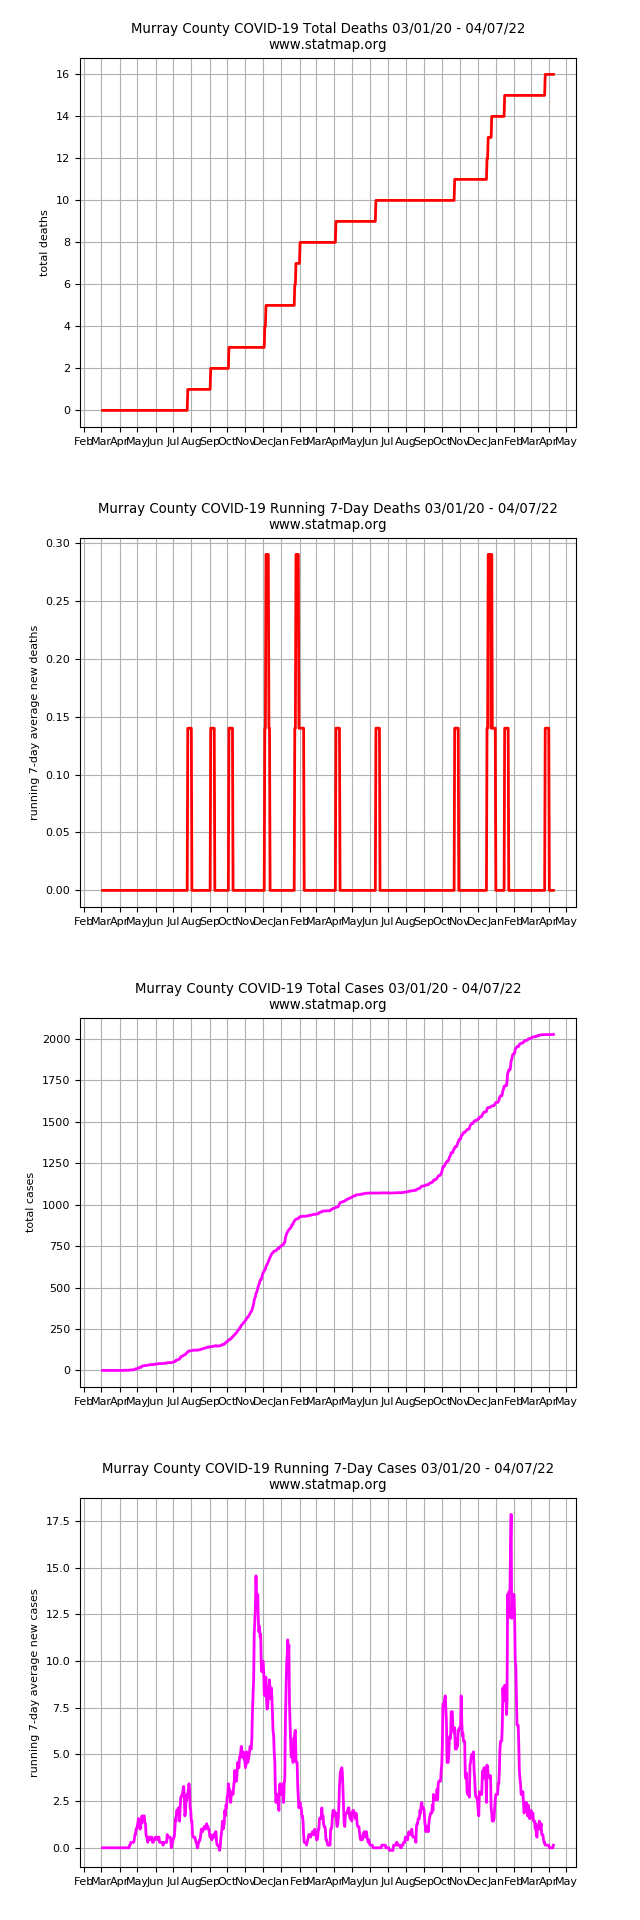 Murray County COVID-19 Total Deaths 03/01/20 - 04/07/22
www.statmap.org
16
14
12
10
8
6
4
2
0
total deaths
Feb Mar Apr May Jun Jul Aug Sep Oct Nov Dec Jan Feb Mar Apr May Jun Jul Aug Sep Oct Nov Dec Jan Feb Mar Apr May
Murray County COVID-19 Running 7-Day Deaths 03/01/20 - 04/07/22
www.statmap.org
0.30
0.25
0.20
0.15
0.10
0.05
0.00
running 7-day average new deaths
Feb Mar Apr May Jun Jul Aug Sep Oct Nov Dec Jan Feb Mar Apr May Jun Jul Aug Sep Oct Nov Dec Jan Feb Mar Apr May
Murray County COVID-19 Total Cases 03/01/20 - 04/07/22
www.statmap.org
2000
1750
1500
1250
1000
750
500
250
0
total cases
Feb Mar Apr May Jun Jul Aug Sep Oct Nov Dec Jan Feb Mar Apr May Jun Jul Aug Sep Oct Nov Dec Jan Feb Mar Apr May
Murray County COVID-19 Running 7-Day Cases 03/01/20 - 04/07/22
www.statmap.org
17.5
15.0
12.5
10.0
7.5
5.0
2.5
0.0
running 7-day average new cases
Feb Mar Apr May Jun Jul Aug Sep Oct Nov Dec Jan Feb Mar Apr May Jun Jul Aug Sep Oct Nov Dec Jan Feb Mar Apr May